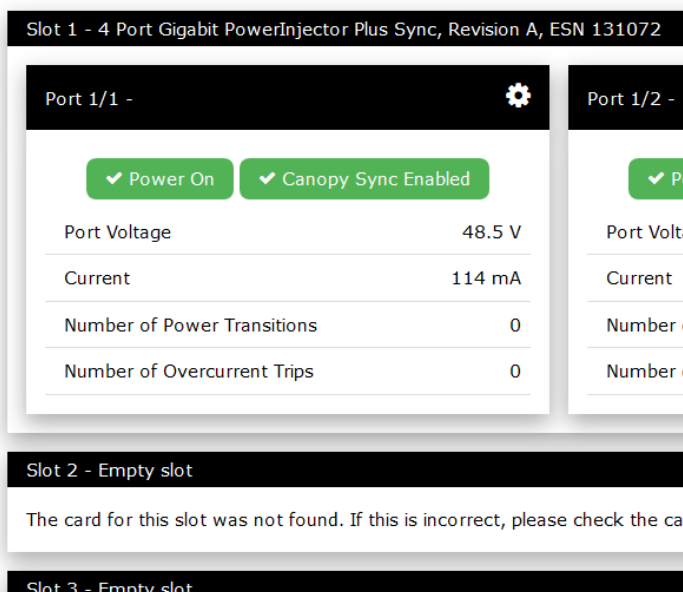 Slot 1 - 4 Port Gigabit PowerInjector Plus Sync, Revision A, ESN 131072
Port 1/1 -
Port 1/2 -
Power On
Canopy Sync Enabled
Port Voltage 48.5 V
Current 114 mA
Number of Power Transitions 0
Number of Overcurrent Trips 0
Port
Current
Number
Number
Slot 2 - Empty slot
The card for this slot was not found. If this is incorrect, please check the
Slot 3 - Empty slot